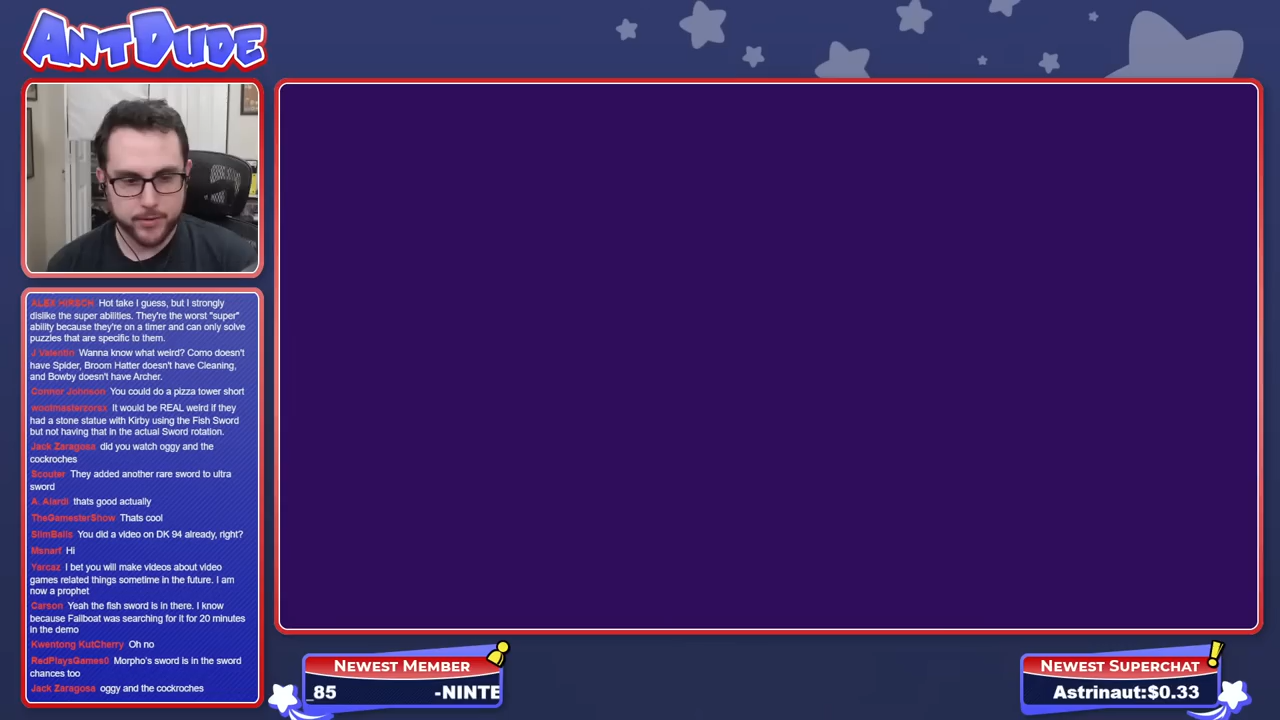 ANTDUDE
ALEX HIRSCH Hot take I guess, but I strongly
dislike the super abilities. They're the worst "super"
ability because they're on a timer and can only solve
puzzles that are specific to them.
J Valentin Wanna know what weird? Como doesn't
have Spider, Broom Hatter doesn't have Cleaning,
and Bowby doesn't have Archer.
Connor Johnson You could do a pizza tower short
It would be REAL weird if they
had a stone statue with Kirby using the Fish Sword
but not having that in the actual Sword rotation.
Jack Zaragosa did you watch oggy and the
cockroches
Scouter They added another rare sword to ultra
sword
A. Alardi thats good actually
TheGamesterShow Thats cool
SlimBalls You did a video on DK 94 already, right?
Hi
Yarcaz I bet you will make videos about video
games related things sometime in the future. I am
now a prophet
Carson Yeah the fish sword is in there. I know
because Failboat was searching for it for 20 minutes
in the demo
Kwentong KutCherry Oh no
RedPlaysGames0 Morpho's sword is in the sword
chances too
Jack Zaragosa oggy and the cockroches
NEWEST MEMBER
_85 -NINTE
NEWEST SUPERCHAT
Astrinaut:$0.33